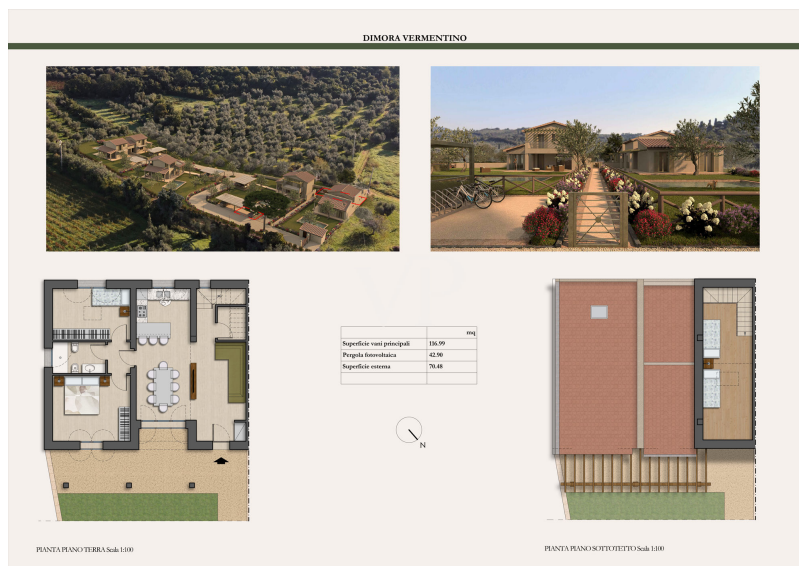 DIMORA VERMENTINO
mq
Superficie vani principali 116.99
Pergola fotovoltaica 42.90
Superficie esterna 70.48
N
PIANTA PIANO TERRA Scala 1:100
PIANTA PIANO SOTTOTETTO Scala 1:100